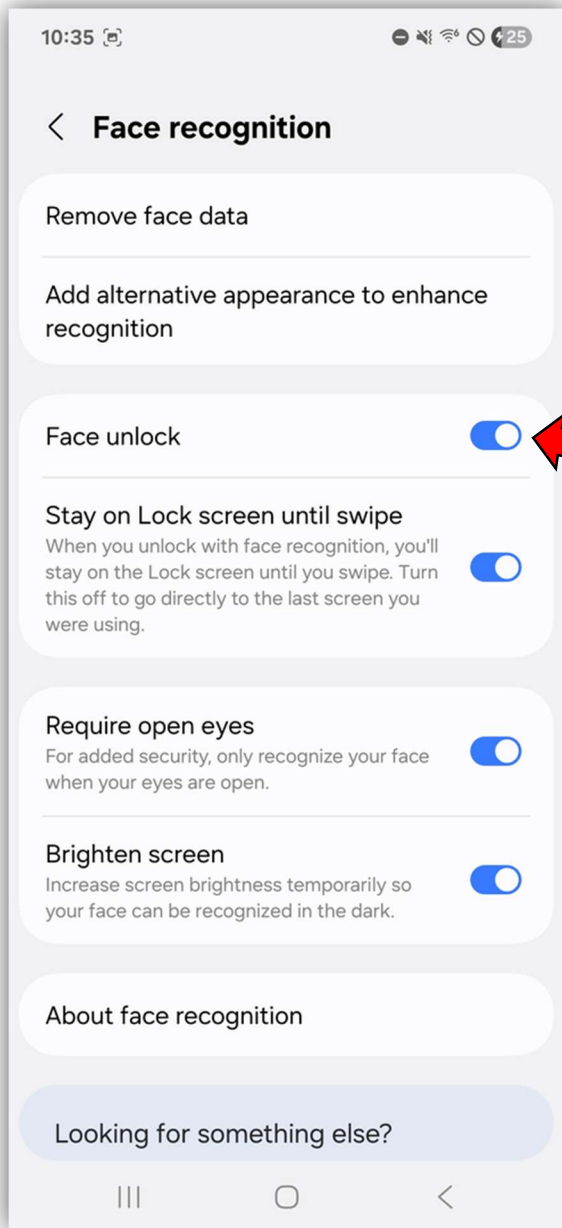 10:35
25
Face recognition
Remove face data
Add alternative appearance to enhance
recognition
Face unlock
Stay on Lock screen until swipe
When you unlock with face recognition, you'll
stay on the Lock screen until you swipe. Turn
this off to go directly to the last screen you
were using.
Require open eyes
For added security, only recognize your face
when your eyes are open.
Brighten screen
Increase screen brightness temporarily so
your face can be recognized in the dark.
About face recognition
Looking for something else?